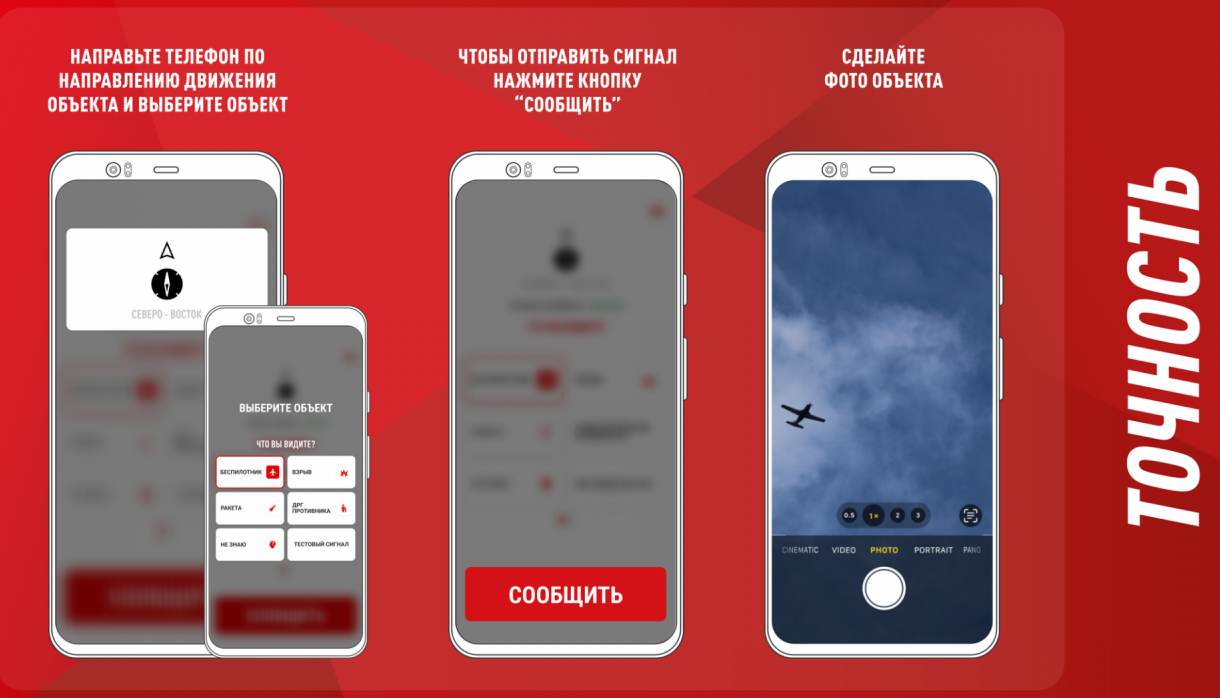 НАПРАВЬТЕ ТЕЛЕФОН ПО
НАПРАВЛЕНИЮ ДВИЖЕНИЯ
ОБЪЕКТА И ВЫБЕРИТЕ ОБЪЕКТ
СЕВЕРО - ВОСТОК
ВЫБЕРИТЕ ОБЪЕКТ
ЧТО ВЫ ВИДИТЕ?
БЕСПИЛОТНИК
ВЗРЫВ
РАКЕТА
ДРГ
ПРОТИВНИКА
НЕ ЗНАЮ
ТЕСТОВЫЙ СИГНАЛ
ЧТОБЫ ОТПРАВИТЬ СИГНАЛ
НАЖМИТЕ КНОПКУ
“СООБЩИТЬ”
СООБЩИТЬ
СДЕЛАЙТЕ
ФОТО ОБЪЕКТА
0.5 1× 2 3
CINEMATIC VIDEO PHOTO PORTRAIT PANO
ТОЧНОСТЬ